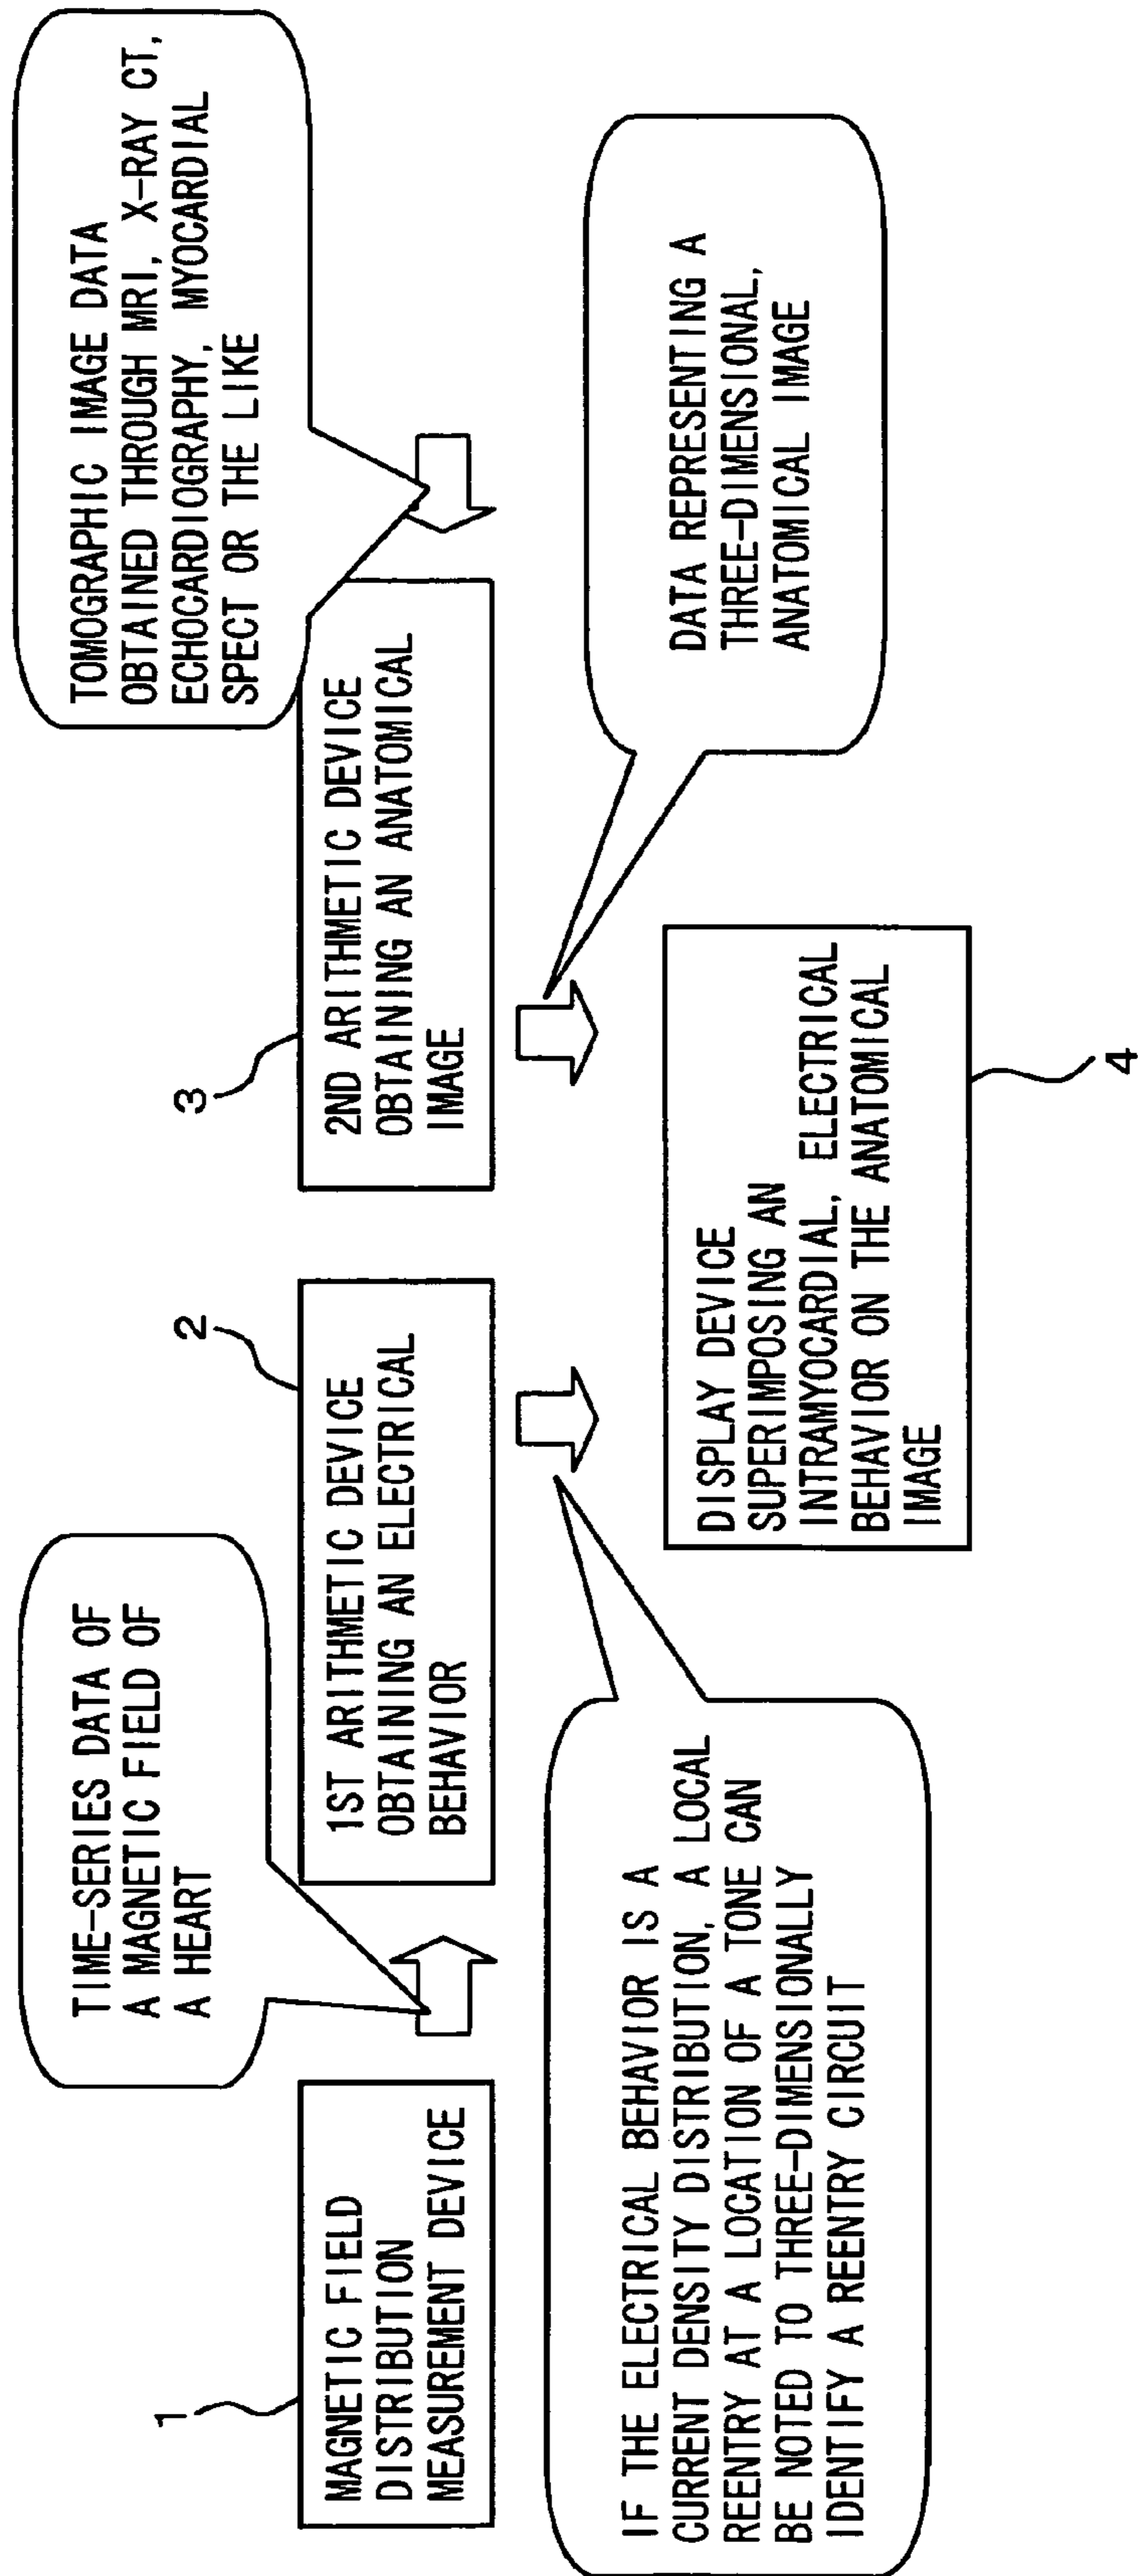 TIME-SERIES DATA OF
A MAGNETIC FIELD OF
A HEART
TOMOGRAPHIC IMAGE DATA
OBTAINED THROUGH MRI, X-RAY CT,
ECHOCARDIOGRAPHY, MYOCARDIAL
SPECT OR THE LIKE
1
MAGNETIC FIELD
DISTRIBUTION
MEASUREMENT DEVICE
2
1ST ARITHMETIC DEVICE
OBTAINING AN ELECTRICAL
BEHAVIOR
3
2ND ARITHMETIC DEVICE
OBTAINING AN ANATOMICAL
IMAGE
IF THE ELECTRICAL BEHAVIOR IS A
CURRENT DENSITY DISTRIBUTION, A LOCAL
REENTRY AT A LOCATION OF A TONE CAN
BE NOTED TO THREE-DIMENSIONALLY
IDENTIFY A REENTRY CIRCUIT
DATA REPRESENTING A
THREE-DIMENSIONAL,
ANATOMICAL IMAGE
DISPLAY DEVICE
SUPERIMPOSING AN
INTRAMYOCARDIAL, ELECTRICAL
BEHAVIOR ON THE ANATOMICAL
IMAGE
4